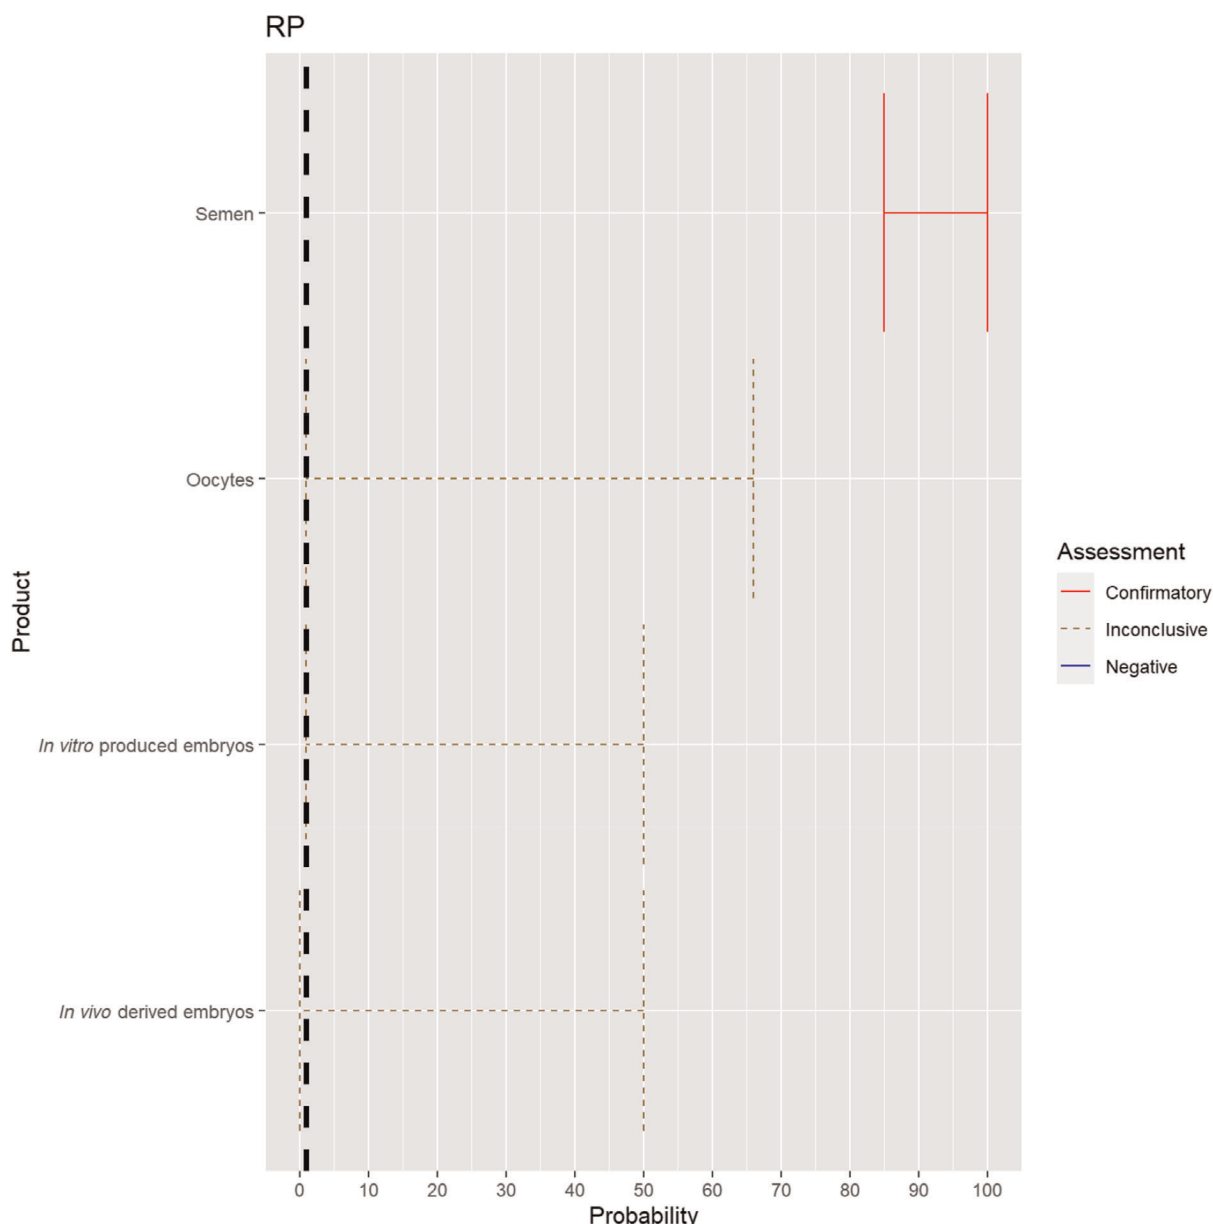 RP
Semen
Oocytes
In vitro produced embryos
In vivo derived embryos
Product
0 10 20 30 40 50 60 70 80 90 100
Probability
Assessment
Confirmatory
Inconclusive
Negative